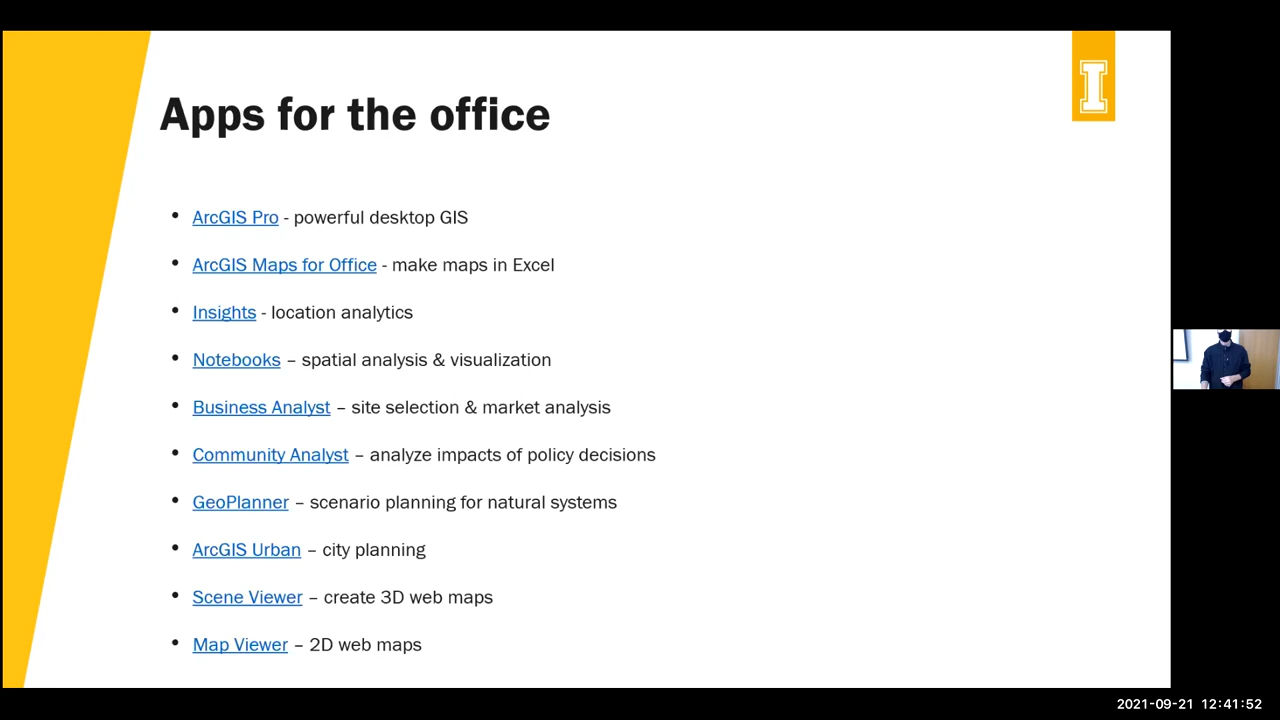 I
Apps for the office
• ArcGIS Pro - powerful desktop GIS
• ArcGIS Maps for Office - make maps in Excel
• Insights - location analytics
• Notebooks – spatial analysis & visualization
• Business Analyst – site selection & market analysis
• Community Analyst – analyze impacts of policy decisions
• GeoPlanner – scenario planning for natural systems
• ArcGIS Urban – city planning
• Scene Viewer – create 3D web maps
• Map Viewer – 2D web maps
2021-09-21 12:41:52